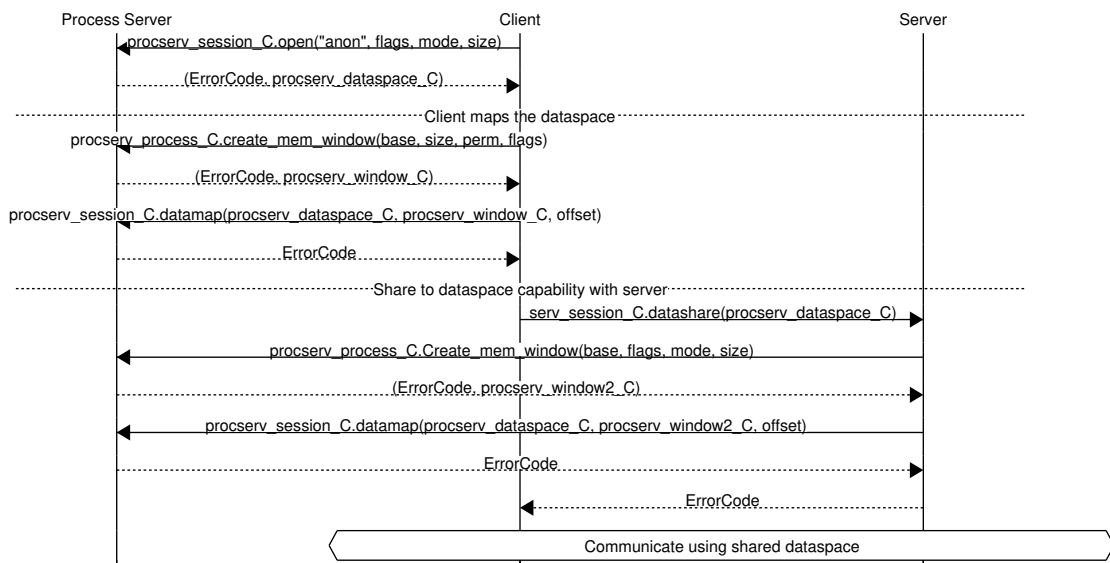 Process Server Client Server
procserv_session_C.open("anon", flags, mode, size)
(ErrorCode, procserv_dataspace_C)
Client maps the dataspace
procserv_process_C.create_mem_window(base, size, perm, flags)
(ErrorCode, procserv_window_C)
procserv_session_C.datamap(procserv_dataspace_C, procserv_window_C, offset)
ErrorCode
Share to dataspace capability with server
serv_session_C.datashare(procserv_dataspace_C)
procserv_process_C.Create_mem_window(base, flags, mode, size)
(ErrorCode, procserv_window2_C)
procserv_session_C.datamap(procserv_dataspace_C, procserv_window2_C, offset)
ErrorCode
ErrorCode
Communicate using shared dataspace